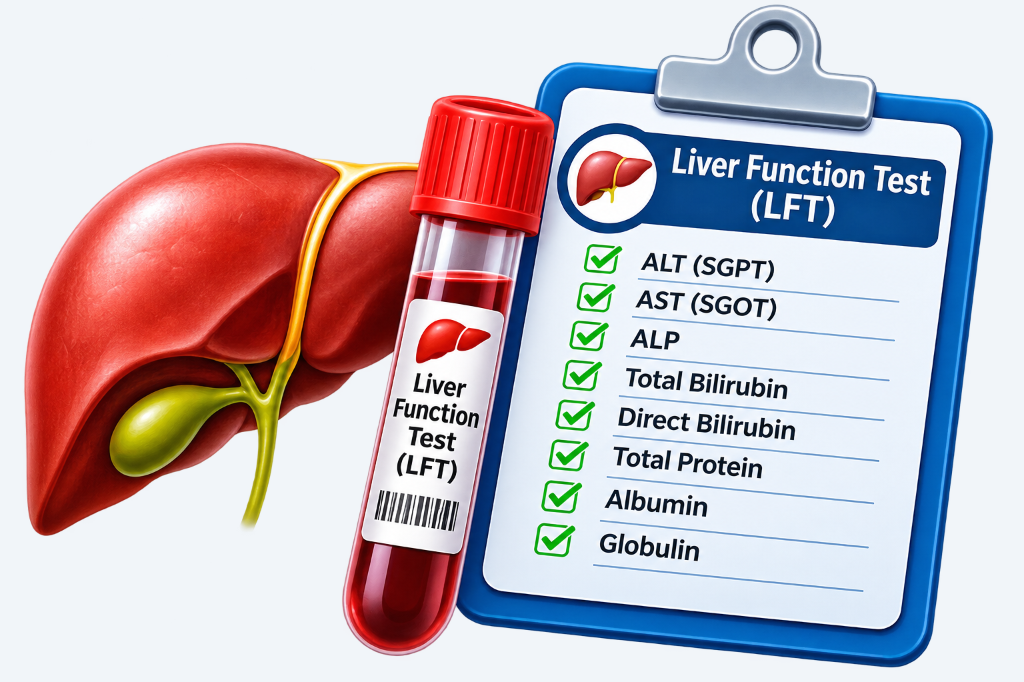 Liver
Function
Test
(LFT)
Liver Function Test
(LFT)
ALT (SGPT)
AST (SGOT)
ALP
Total Bilirubin
Direct Bilirubin
Total Protein
Albumin
Globulin